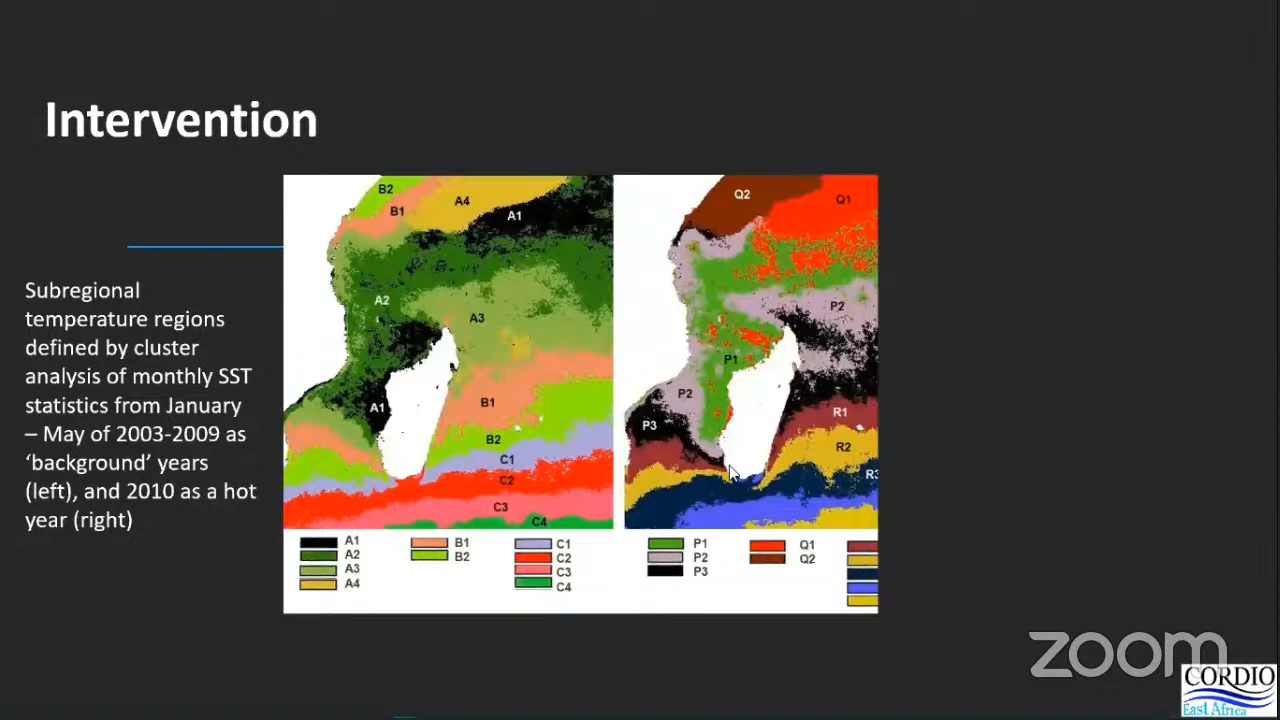 Intervention
Subregional
temperature regions
defined by cluster
analysis of monthly SST
statistics from January
– May of 2003-2009 as
‘background’ years
(left), and 2010 as a hot
year (right)
B2
B1
A4
A1
A2
A3
A1
B1
B2
C1
C2
C3
C4
Q2
Q1
P2
P1
P2
P3
R1
R2
R3
A1
A2
A3
A4
B1
B2
C1
C2
C3
C4
P1
P2
P3
Q1
Q2
zoom
CORDIO
East Africa